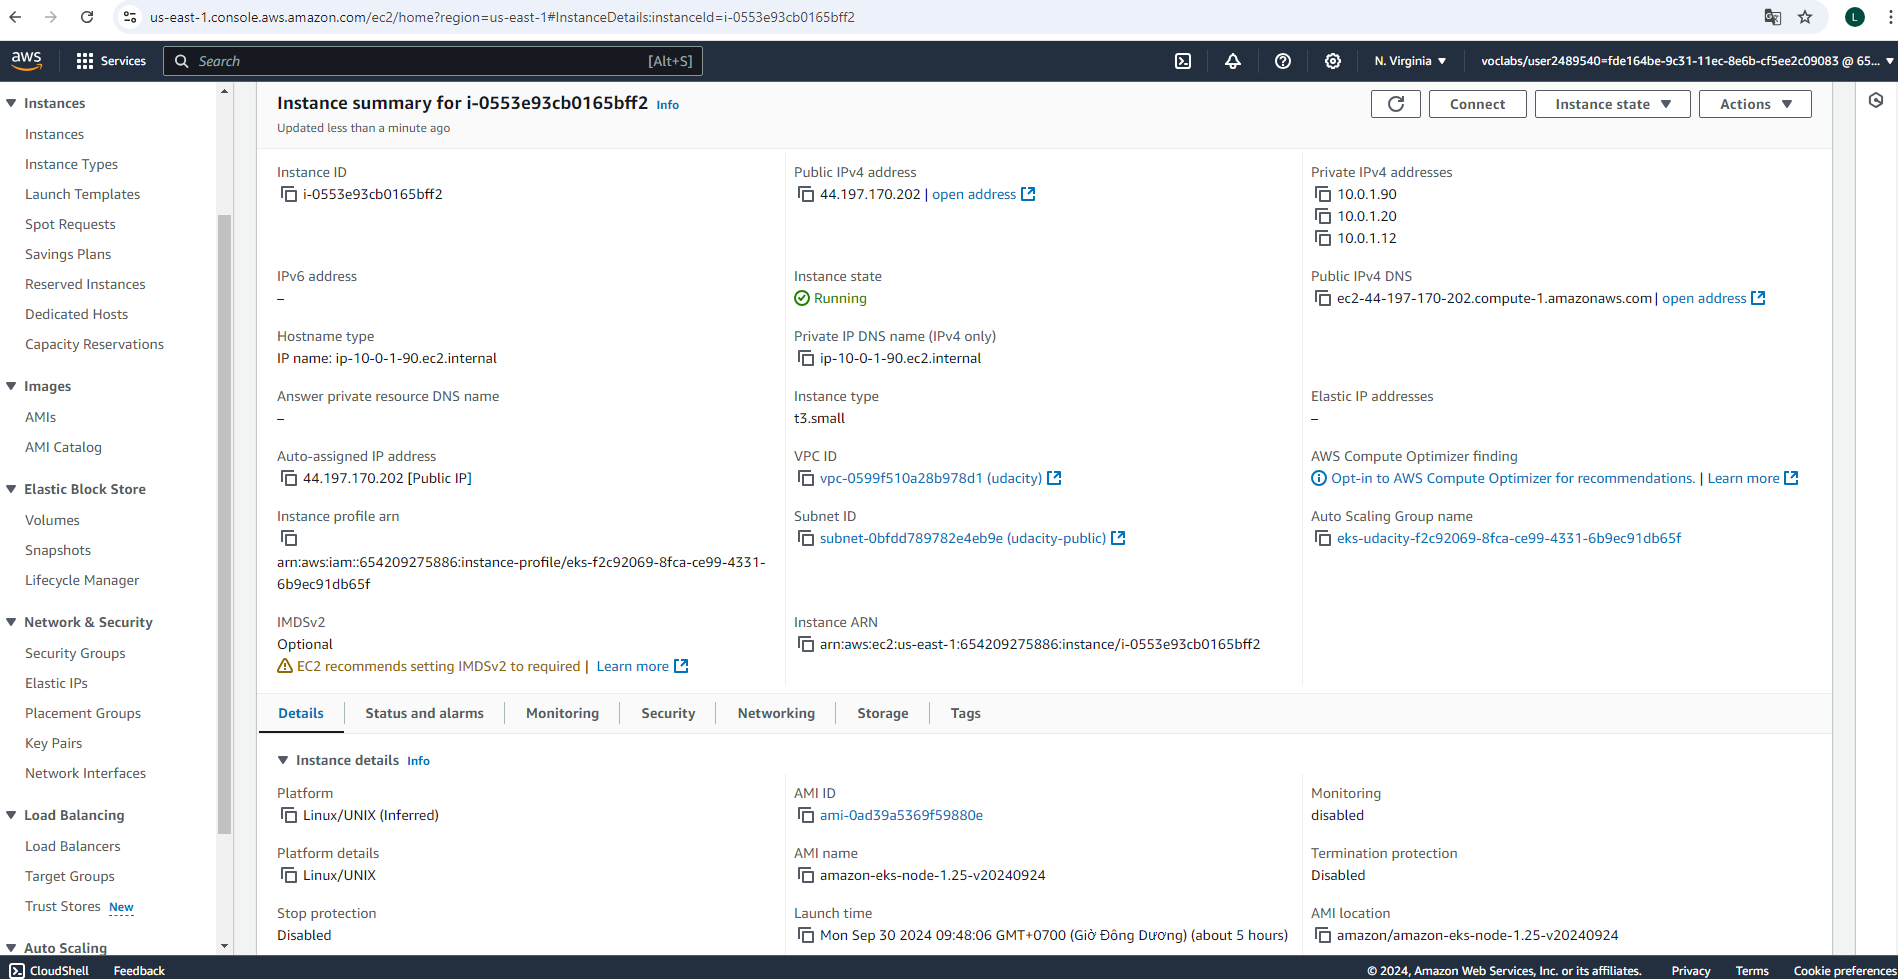 us-east-1.console.aws.amazon.com/ec2/home?region=us-east-1#InstanceDetails:instanceId=i-0553e93cb0165bff2
L
aws
Services
Search
[Alt+S]
N. Virginia
voclabs/user2489540=fde164be-9c31-11ec-8e6b-cf5ee2c09083 @ 65...
Instances
Instances
Instance Types
Launch Templates
Spot Requests
Savings Plans
Reserved Instances
Dedicated Hosts
Capacity Reservations
Images
AMIs
AMI Catalog
Elastic Block Store
Volumes
Snapshots
Lifecycle Manager
Network & Security
Security Groups
Elastic IPs
Placement Groups
Key Pairs
Network Interfaces
Load Balancing
Load Balancers
Target Groups
Trust Stores New
Auto Scaling
Instance summary for i-0553e93cb0165bff2 Info
Updated less than a minute ago
Connect
Instance state
Actions
Instance ID
i-0553e93cb0165bff2
Public IPv4 address
44.197.170.202 | open address
Private IPv4 addresses
10.0.1.90
10.0.1.20
10.0.1.12
IPv6 address
–
Instance state
Running
Public IPv4 DNS
ec2-44-197-170-202.compute-1.amazonaws.com | open address
Hostname type
IP name: ip-10-0-1-90.ec2.internal
Private IP DNS name (IPv4 only)
ip-10-0-1-90.ec2.internal
Answer private resource DNS name
–
Instance type
t3.small
Elastic IP addresses
–
Auto-assigned IP address
44.197.170.202 [Public IP]
VPC ID
vpc-0599f510a28b978d1 (udacity)
AWS Compute Optimizer finding
Opt-in to AWS Compute Optimizer for recommendations. | Learn more
Instance profile arn
arn:aws:iam::654209275886:instance-profile/eks-f2c92069-8fca-ce99-4331-
6b9ec91db65f
Subnet ID
subnet-0bfdd789782e4eb9e (udacity-public)
Auto Scaling Group name
eks-udacity-f2c92069-8fca-ce99-4331-6b9ec91db65f
IMDSv2
Optional
EC2 recommends setting IMDSv2 to required | Learn more
Instance ARN
arn:aws:ec2:us-east-1:654209275886:instance/i-0553e93cb0165bff2
Details
Status and alarms
Monitoring
Security
Networking
Storage
Tags
Instance details Info
Platform
Linux/UNIX (Inferred)
AMI ID
ami-0ad39a5369f59880e
Monitoring
disabled
Platform details
Linux/UNIX
AMI name
amazon-eks-node-1.25-v20240924
Termination protection
Disabled
Stop protection
Disabled
Launch time
Mon Sep 30 2024 09:48:06 GMT+0700 (Giờ Đông Dương) (about 5 hours)
AMI location
amazon/amazon-eks-node-1.25-v20240924
CloudShell
Feedback
© 2024, Amazon Web Services, Inc. or its affiliates.
Privacy
Terms
Cookie preferences